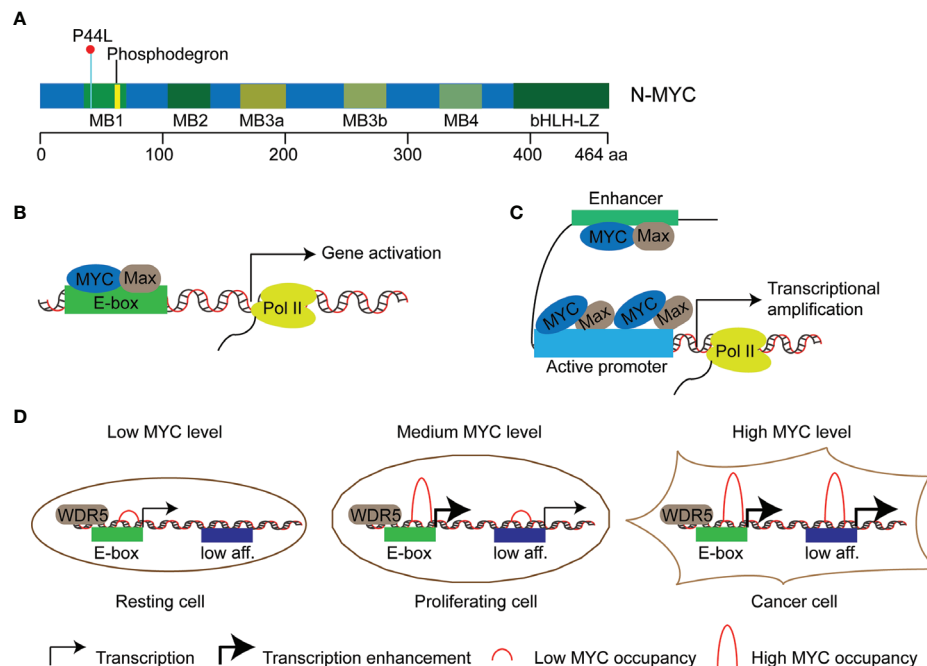 A
P44L
Phosphodegron
N-MYC
MB1 MB2 MB3a MB3b MB4 bHLH-LZ
0 100 200 300 400 464 aa
B
MYC Max
E-box
Pol II
Gene activation
C
Enhancer
MYC Max
MYC Max MYC Max
Active promoter
Pol II
Transcriptional
amplification
D
Low MYC level Medium MYC level High MYC level
WDR5 WDR5 WDR5
E-box low aff. E-box low aff. E-box low aff.
Resting cell Proliferating cell Cancer cell
Transcription Transcription enhancement Low MYC occupancy High MYC occupancy